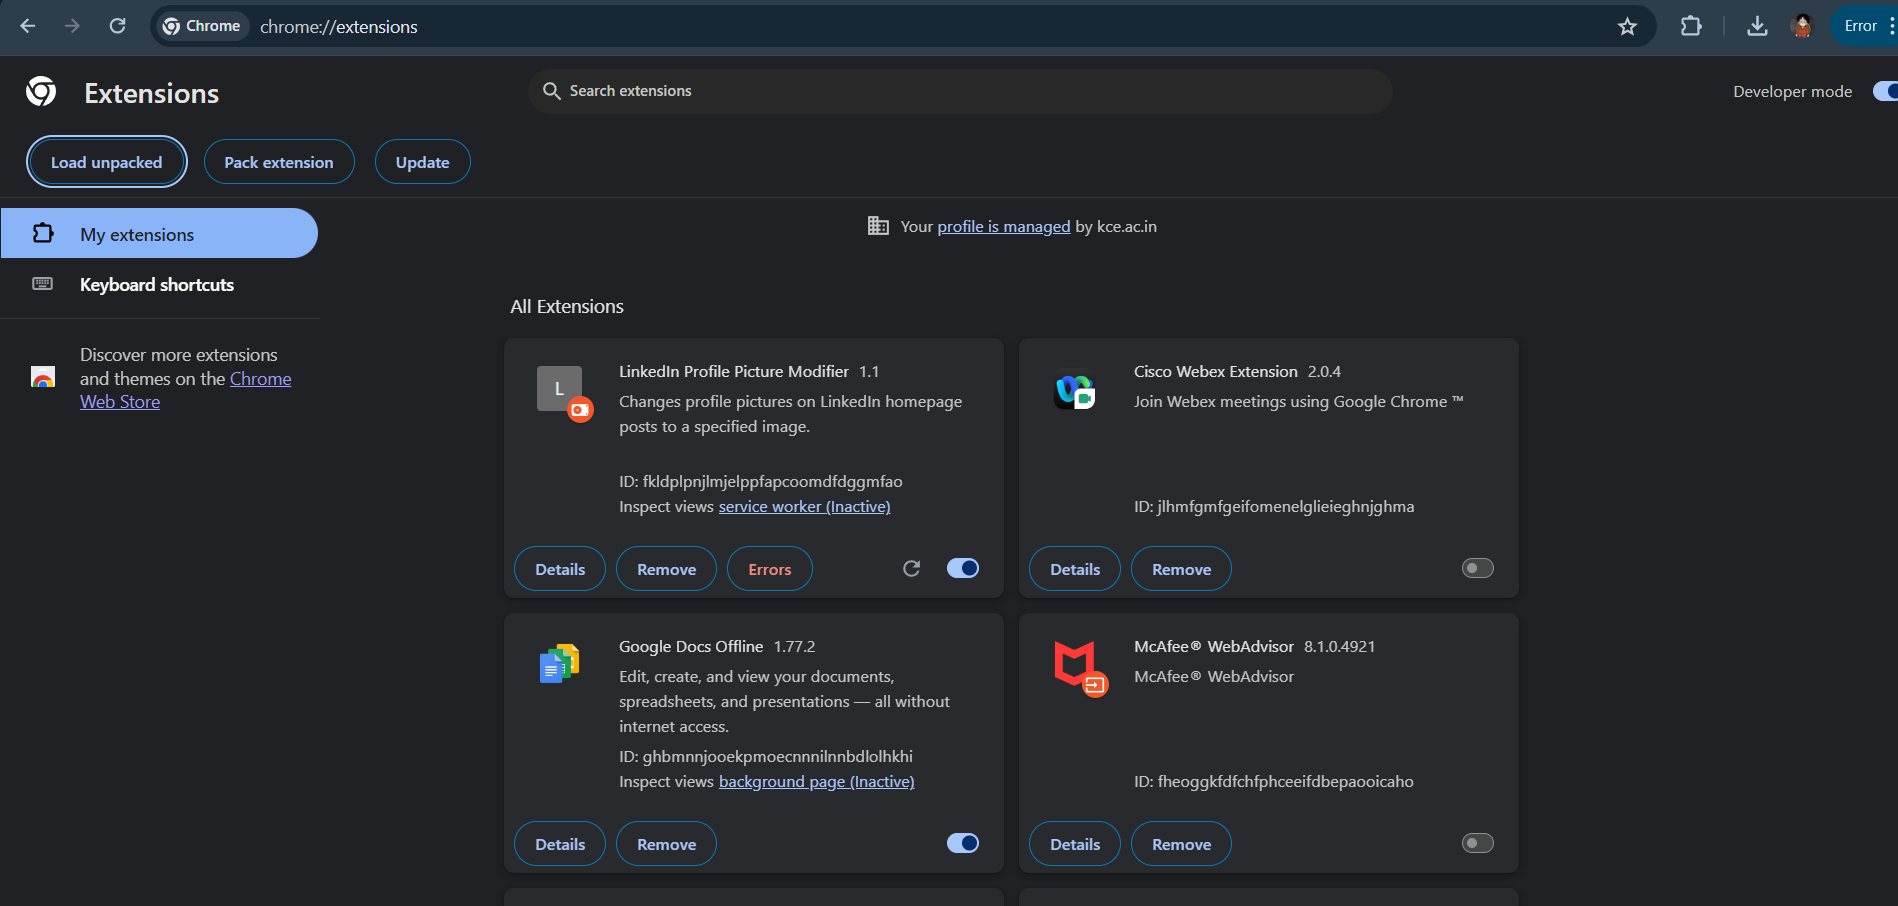 Chrome
chrome://extensions
Error
Extensions
Search extensions
Developer mode
Load unpacked
Pack extension
Update
My extensions
Your profile is managed by kce.ac.in
Keyboard shortcuts
Discover more extensions
and themes on the Chrome
Web Store
All Extensions
L
LinkedIn Profile Picture Modifier 1.1
Changes profile pictures on LinkedIn homepage
posts to a specified image.
ID: fkldplpnjlmjelppfapcoomdfdggmfao
Inspect views service worker (Inactive)
Details
Remove
Errors
Cisco Webex Extension 2.0.4
Join Webex meetings using Google Chrome ™
ID: jlhmfgmfgeifomenelglieieghnjghma
Details
Remove
Google Docs Offline 1.77.2
Edit, create, and view your documents,
spreadsheets, and presentations — all without
internet access.
ID: ghbmnnjooekpmoecnnnilnnbdlolhkhi
Inspect views background page (Inactive)
Details
Remove
McAfee® WebAdvisor 8.1.0.4921
McAfee® WebAdvisor
ID: fheoggkfdfchfphceeifdbepaooicaho
Details
Remove